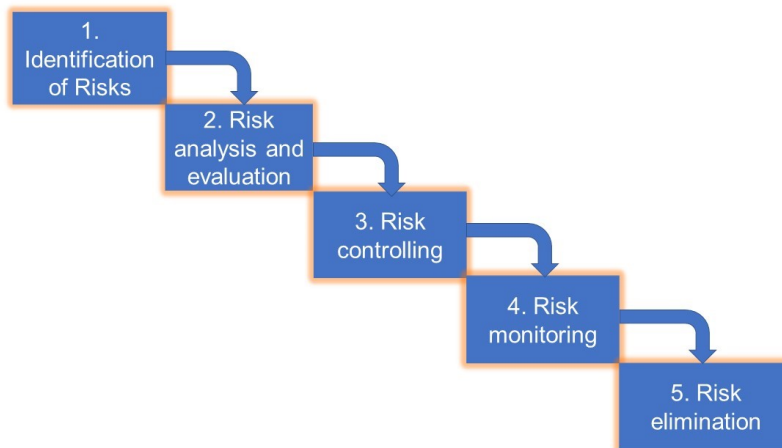 1.
Identification
of Risks
2. Risk
analysis and
evaluation
3. Risk
controlling
4. Risk
monitoring
5. Risk
elimination